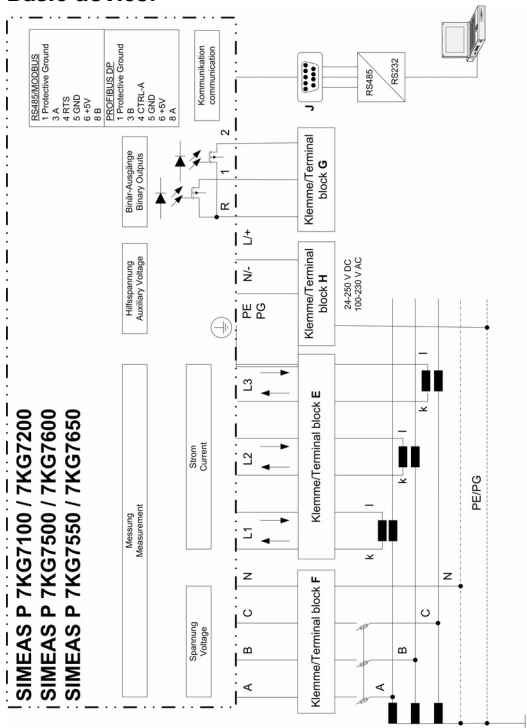 Basic device:
SIMEAS P 7KG7100 / 7KG7200
SIMEAS P 7KG7500 / 7KG7600
SIMEAS P 7KG7550 / 7KG7650
Messung
Measurement
Spannung
Voltage
Strom
Current
Hilfsspannung
Auxiliary Voltage
Binär-Ausgänge
Binary Outputs
Kommunikation
communication
RS485/MODBUS
1 Protective Ground
3 A
4 RTS
5 GND
6 +5V
8 B
PROFIBUS DP
1 Protective Ground
3 B
4 CTRL-A
5 GND
6 +5V
8 A
A
B
C
N
L1
L2
L3
PE
PG
N/-
L/+
R
1
2
Klemme/Terminal block F
Klemme/Terminal block E
Klemme/Terminal
block H
Klemme/Terminal
block G
J
24-250 V DC
100-230 V AC
RS485
RS232
k
l
k
l
k
l
A
B
C
N
PE/PG